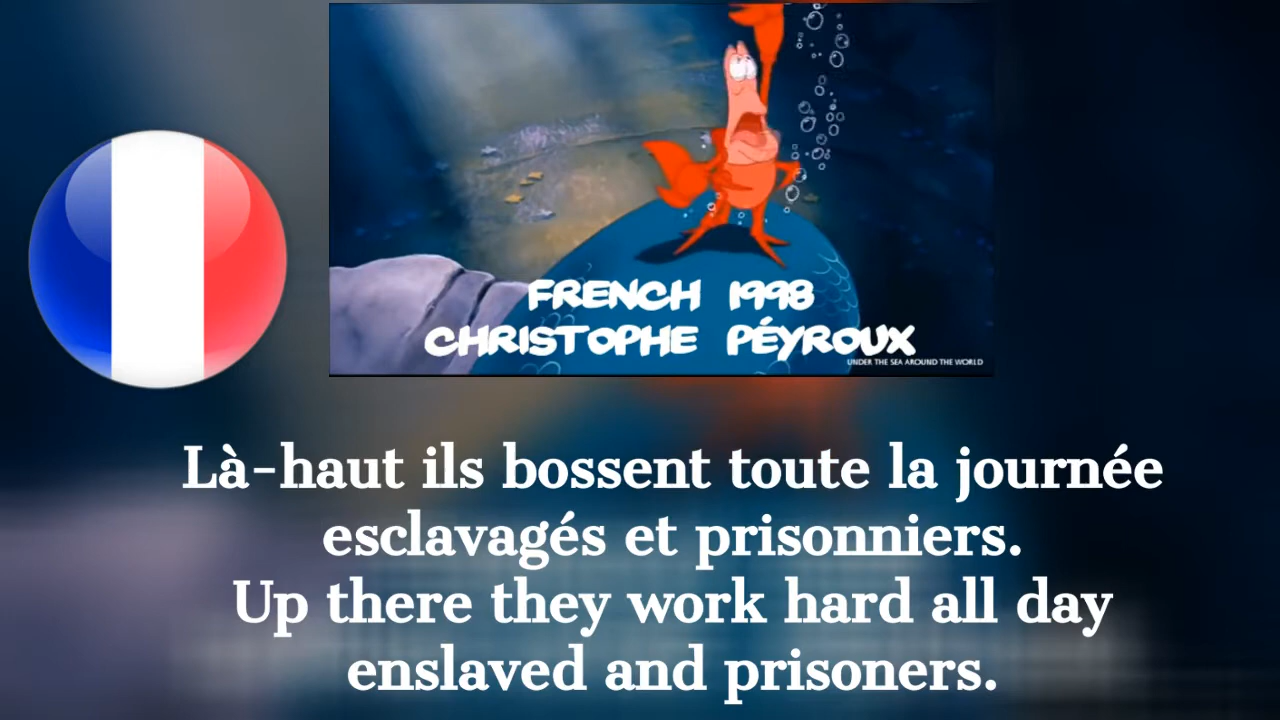 FRENCH 1998
CHRISTOPHE PÉYROUX
UNDER THE SEA AROUND THE WORLD
Là-haut ils bossent toute la journée
esclavagés et prisonniers.
Up there they work hard all day
enslaved and prisoners.